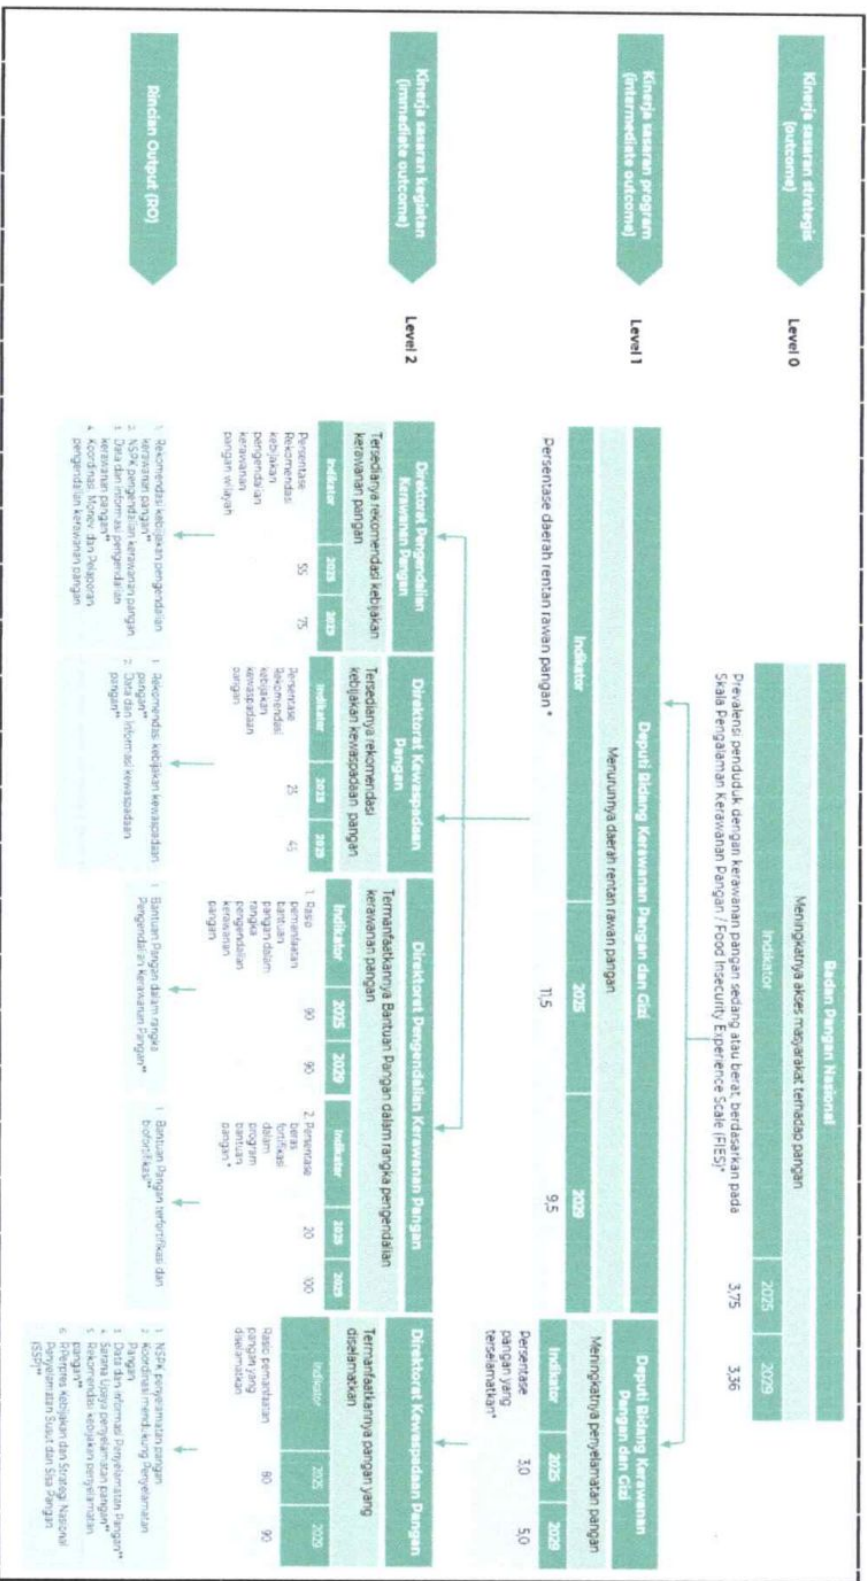 Kinerja sasaran strategis
(outcome)
Level 0
Badan Pangan Nasional
Meningkatnya akses masyarakat terhadap pangan
Indikator
2025
2029
Prevalensi penduduk dengan kerawanan pangan sedang atau berat, berdasarkan pada
Skala Pengalaman Kerawanan Pangan / Food Insecurity Experience Scale (FIES)*
3,75
3,36
Kinerja sasaran program
(intermediate outcome)
Level 1
Deputi Bidang Kerawanan Pangan dan Gizi
Menurunnya daerah rentan rawan pangan
Indikator
2025
2029
Persentase daerah rentan rawan pangan *
11,5
9,5
Deputi Bidang Kerawanan
Pangan dan Gizi
Meningkatnya penyelamatan pangan
Indikator
2025
2029
Persentase
pangan yang
terselamatkan*
3,0
5,0
Kinerja sasaran kegiatan
(immediate outcome)
Level 2
Direktorat Pengendalian
Kerawanan Pangan
Tersedianya rekomendasi kebijakan
kerawanan pangan
Indikator
2025
2025
Persentase
Rekomendasi
kebijakan
pengendalian
kerawanan
pangan wilayah
55
75
Direktorat Kewaspadaan
Pangan
Tersedianya rekomendasi
kebijakan kewaspadaan pangan
Indikator
2025
2025
Persentase
Rekomendasi
kebijakan
kewaspadaan
pangan
25
45
Direktorat Pengendalian Kerawanan Pangan
Termanfaatkannya Bantuan Pangan dalam rangka pengendalian
kerawanan pangan
Indikator
2025
2029
1. Rasio
pemanfaatan
bantuan
pangan dalam
rangka
pengendalian
kerawanan
pangan
90
90
Indikator
2025
2025
2. Persentase
beras
fortifikasi
dalam
program
bantuan
pangan *
20
100
Direktorat Kewaspadaan Pangan
Termanfaatkannya pangan yang
diselamatkan
Indikator
2025
2029
Rasio pemanfaatan
pangan yang
diselamatkan
80
90
Rincian Output (RO)
1. Rekomendasi kebijakan pengendalian
kerawanan pangan**
2. NSPK pengendalian kerawanan pangan
3. Data dan informasi pengendalian
kerawanan pangan**
4. Koordinasi, Monev, dan Pelaporan
pengendalian kerawanan pangan
1. Rekomendasi kebijakan kewaspadaan
pangan**
2. Data dan informasi kewaspadaan
pangan**
1. Bantuan Pangan dalam rangka
Pengendalian Kerawanan Pangan**
1. Bantuan Pangan terfortifikasi dan
biofortifikasi**
1. NSPK penyelamatan pangan
2. Koordinasi mendukung Penyelamatan
Pangan
3. Data dan informasi Penyelamatan Pangan**
4. Sarana Upaya penyelamatan pangan**
5. Rekomendasi kebijakan penyelamatan
pangan**
6. RPerpres Kebijakan dan Strategi Nasional
Penyelamatan Susut dan Sisa Pangan
(SSP)**